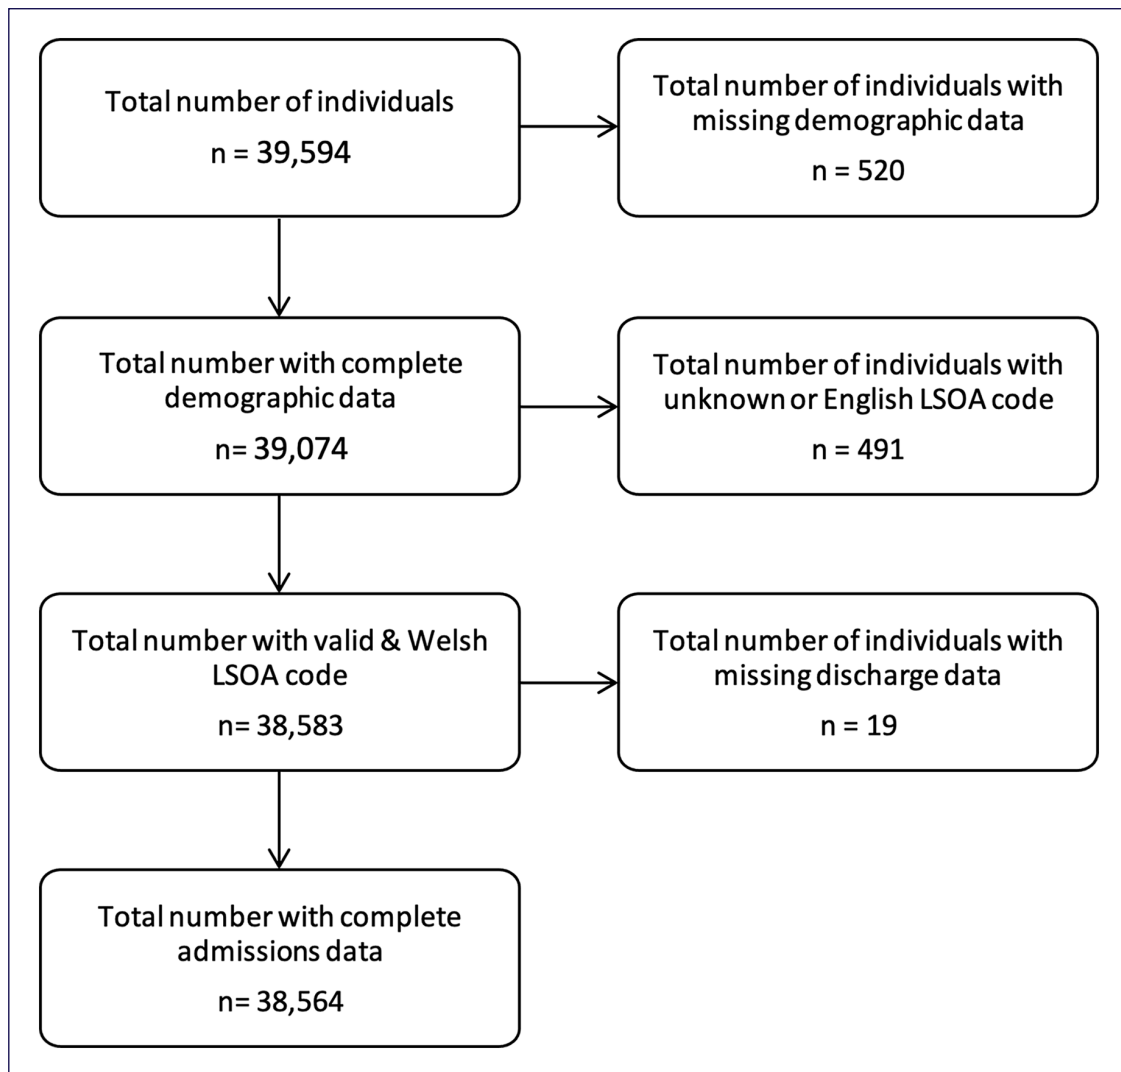 Total number of individuals
n = 39,594
Total number of individuals with
missing demographic data
n = 520
Total number with complete
demographic data
n= 39,074
Total number of individuals with
unknown or English LSOA code
n = 491
Total number with valid & Welsh
LSOA code
n= 38,583
Total number of individuals with
missing discharge data
n = 19
Total number with complete
admissions data
n= 38,564